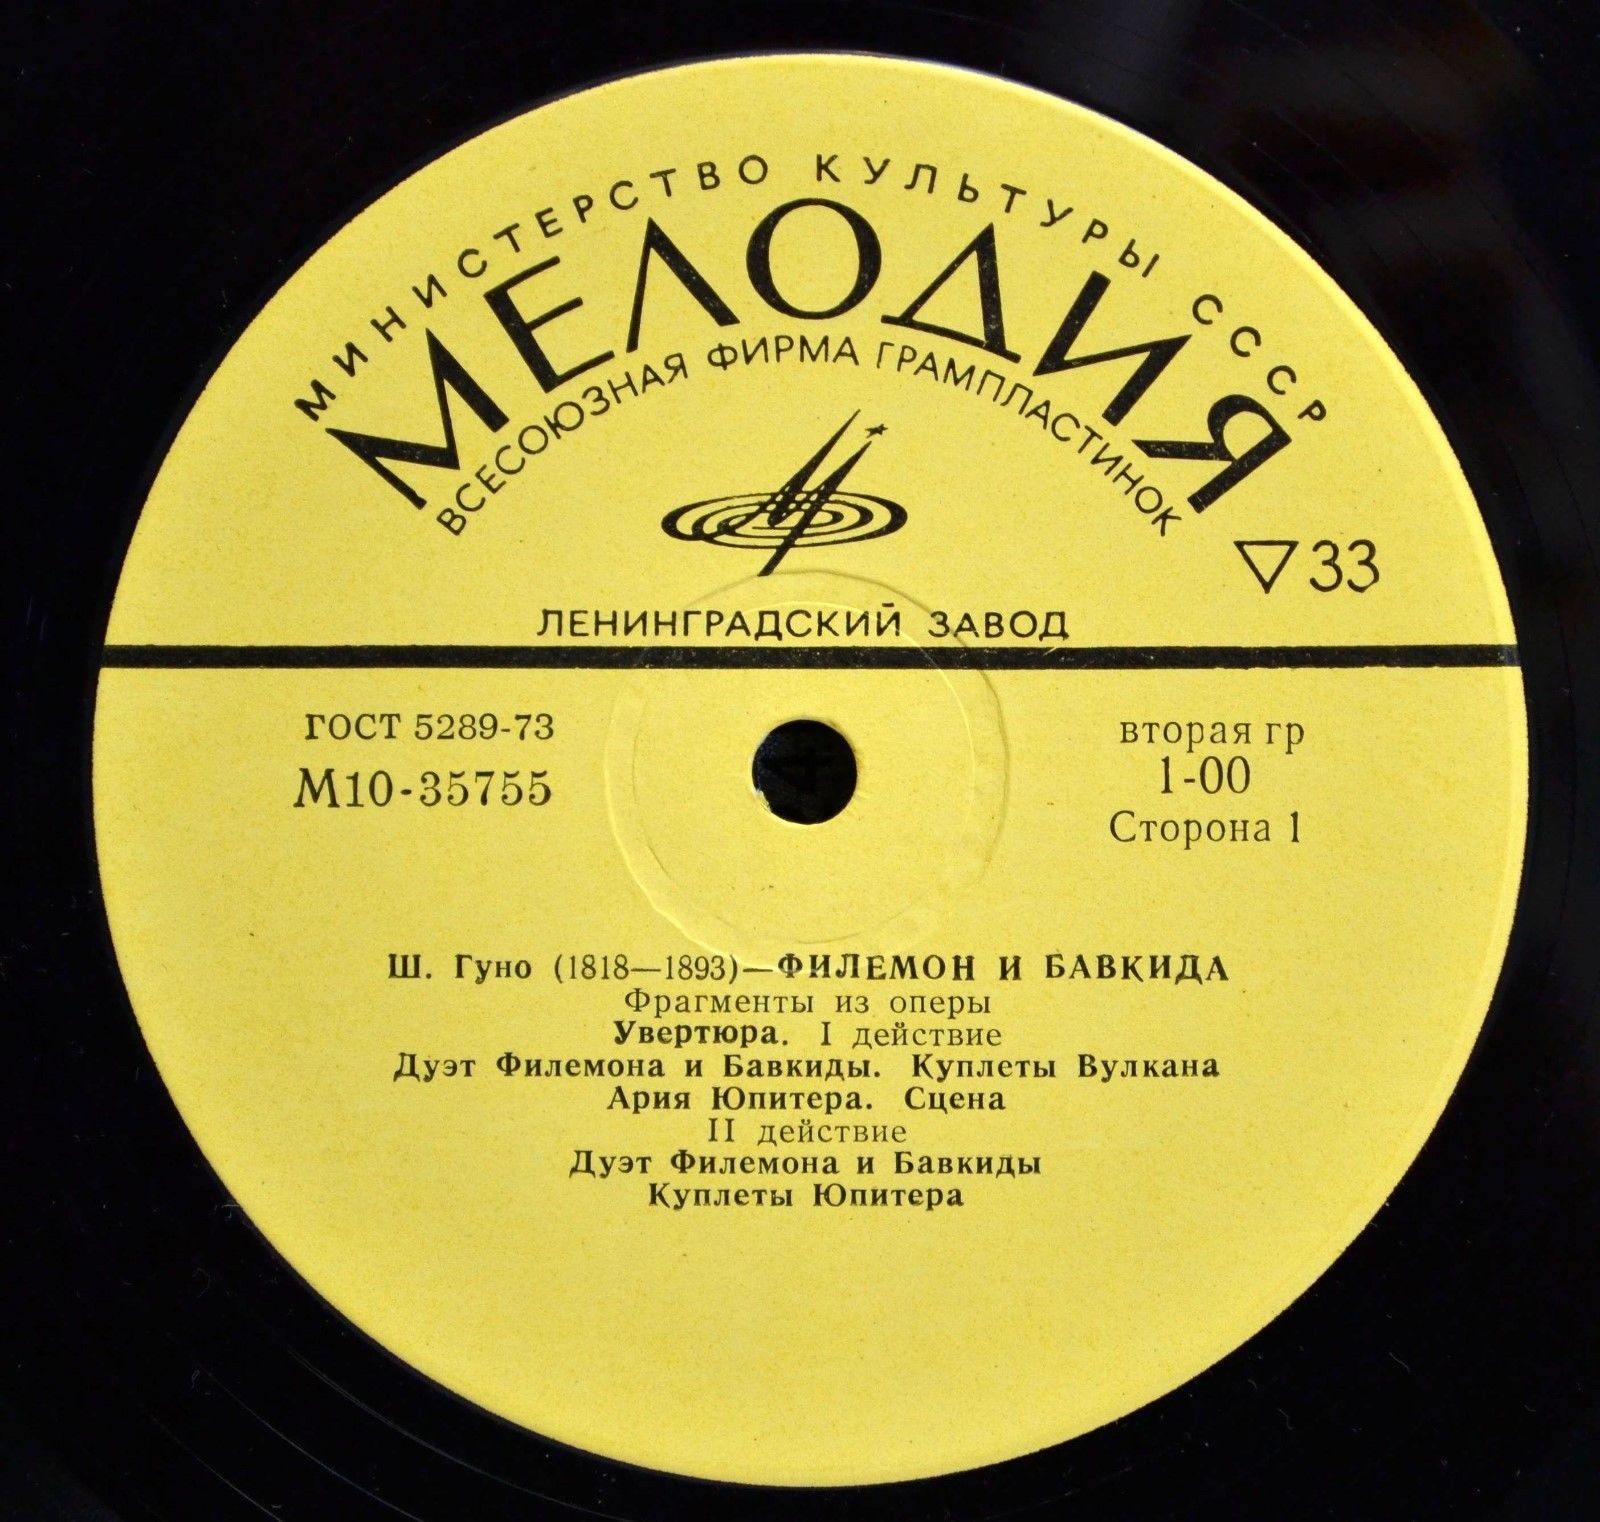 МИНИСТЕРСТВО КУЛЬТУРЫ СССР
МЕЛОДИЯ
ВСЕСОЮЗНАЯ ФИРМА ГРАМПЛАСТИНОК
33
ЛЕНИНГРАДСКИЙ ЗАВОД
ГОСТ 5289-73
М10-35755
вторая гр
1-00
Сторона 1
Ш. Гуно (1818—1893)—ФИЛЕМОН И БАВКИДА
Фрагменты из оперы
Увертюра. I действие
Дуэт Филемона и Бавкиды. Куплеты Вулкана
Ария Юпитера. Сцена
II действие
Дуэт Филемона и Бавкиды
Куплеты Юпитера